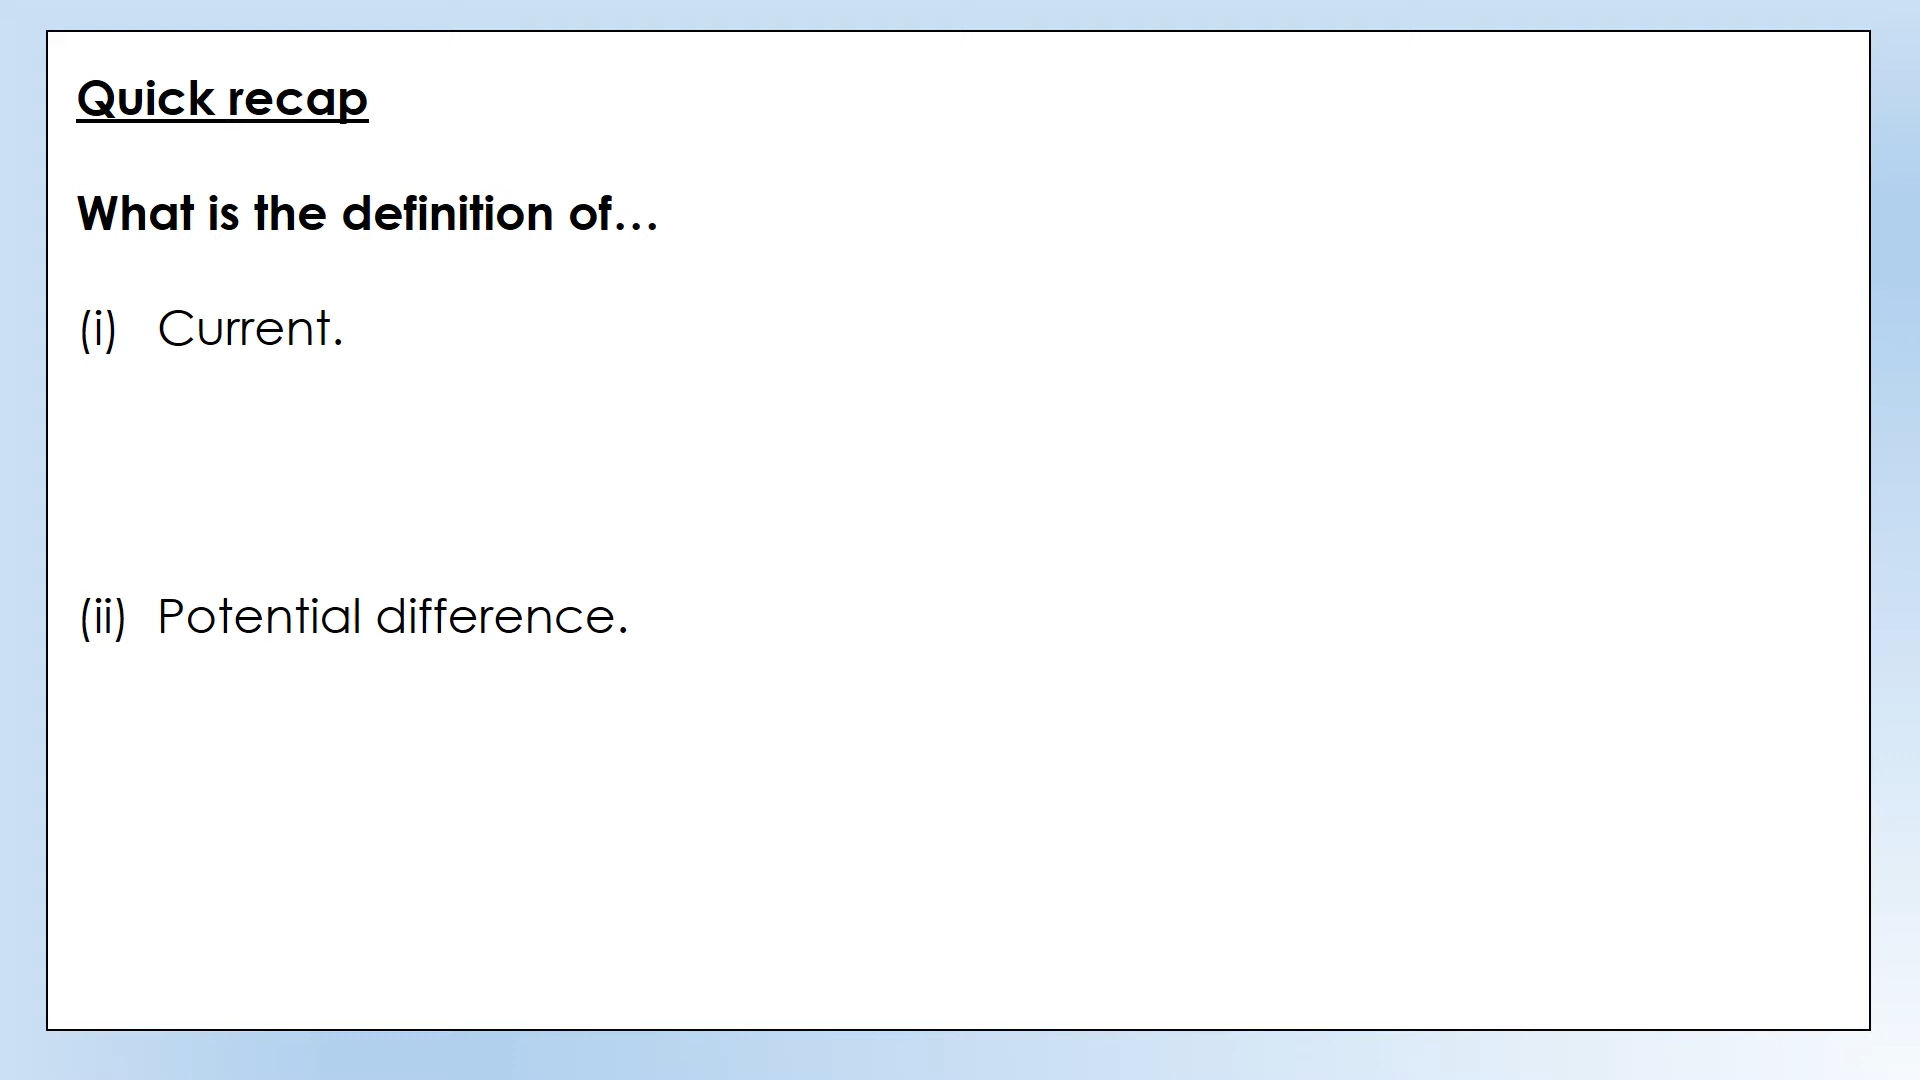 Quick recap
What is the definition of…
(i) Current.
(ii) Potential difference.